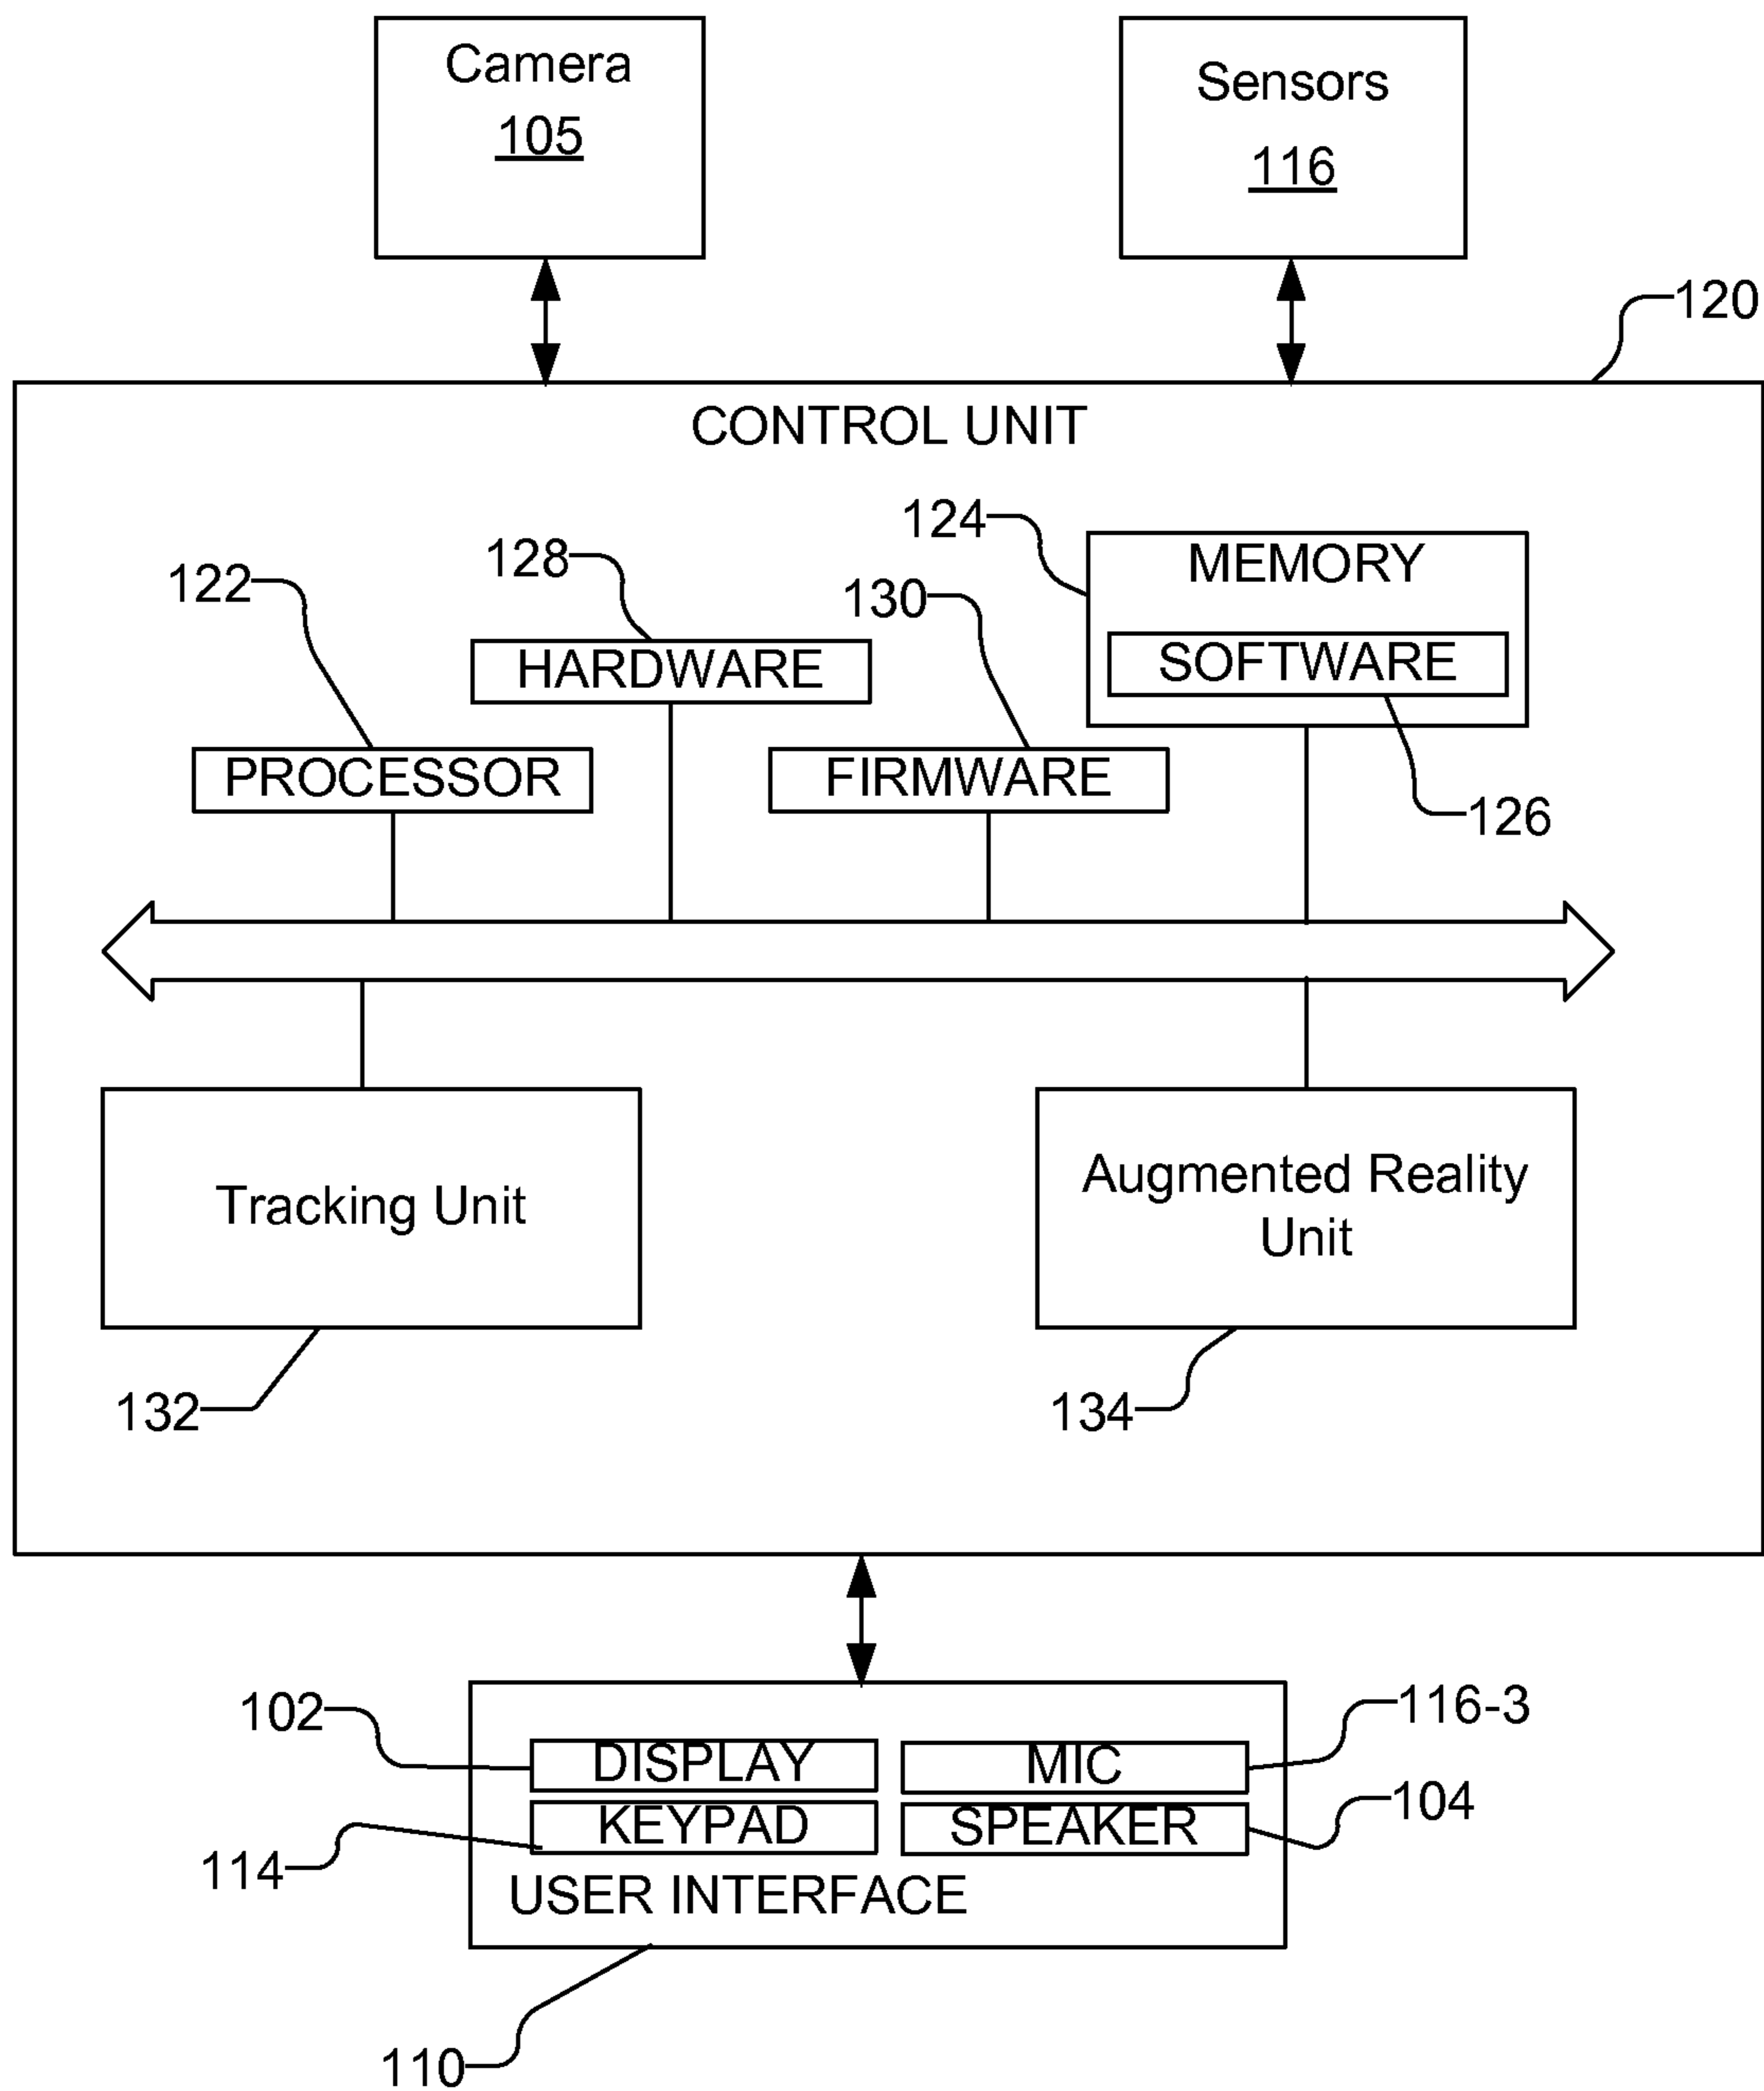 Camera
105
Sensors
116
120
CONTROL UNIT
124
MEMORY
128
122
130
HARDWARE
SOFTWARE
PROCESSOR
FIRMWARE
126
Tracking Unit
Augmented Reality
Unit
132
134
102
116-3
DISPLAY
MIC
104
KEYPAD
SPEAKER
114
USER INTERFACE
110